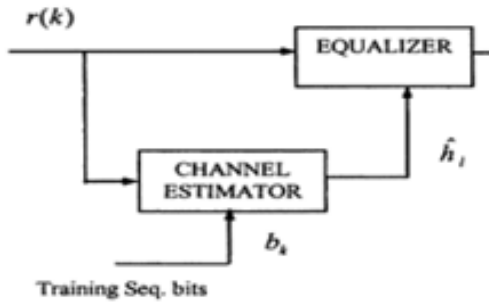 r(k)
EQUALIZER
CHANNEL
ESTIMATOR
ĥ_l
b_k
Training Seq. bits